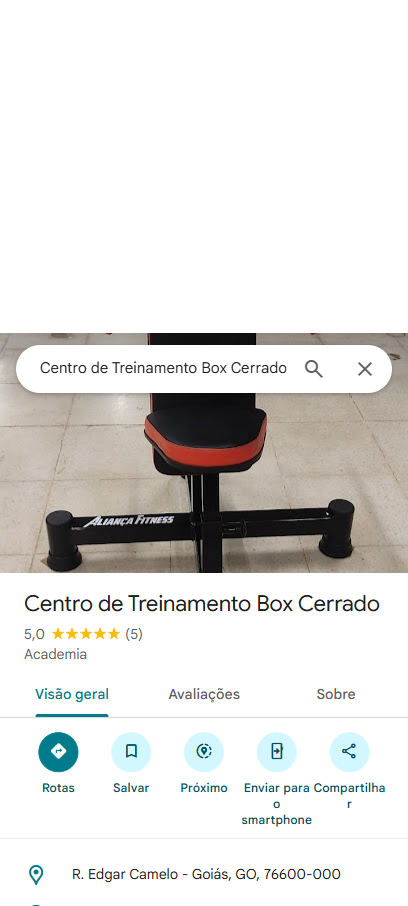 Centro de Treinamento Box Cerrado
ALIANÇA FITNESS
Centro de Treinamento Box Cerrado
5,0 (5)
Academia
Visão geral Avaliações Sobre
Rotas Salvar Próximo Enviar para o smartphone Compartilhar
R. Edgar Camelo - Goiás, GO, 76600-000